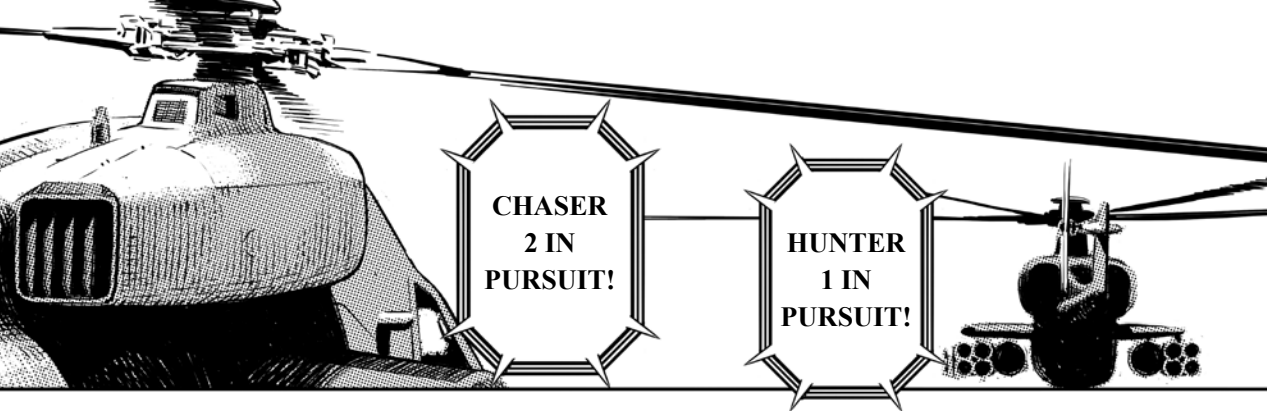 CHASER
2 IN
PURSUIT!
HUNTER
1 IN
PURSUIT!